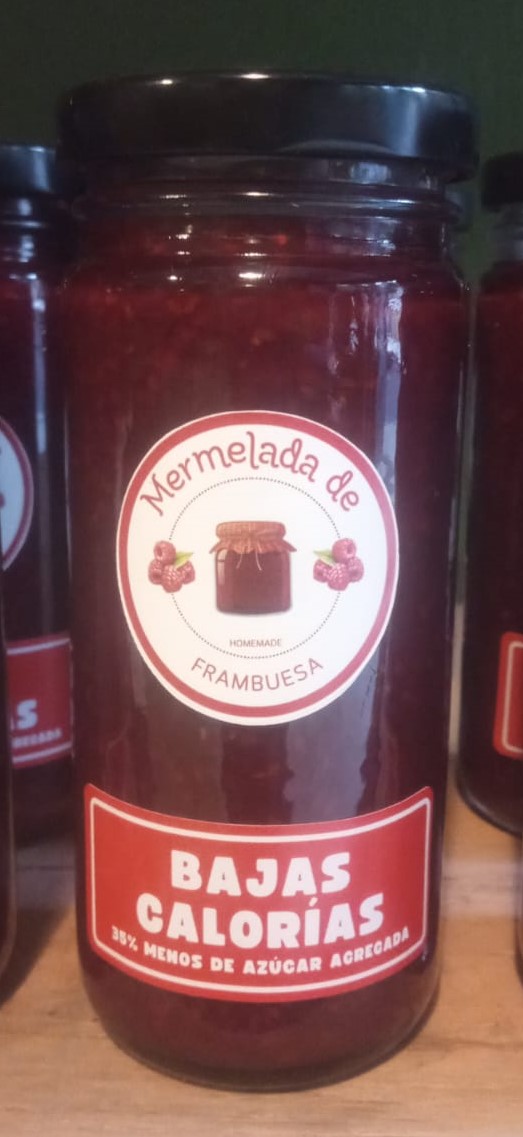 Mermelada de
HOMEMADE
FRAMBUESA
BAJAS
CALORÍAS
35% MENOS DE AZÚCAR AGREGADA